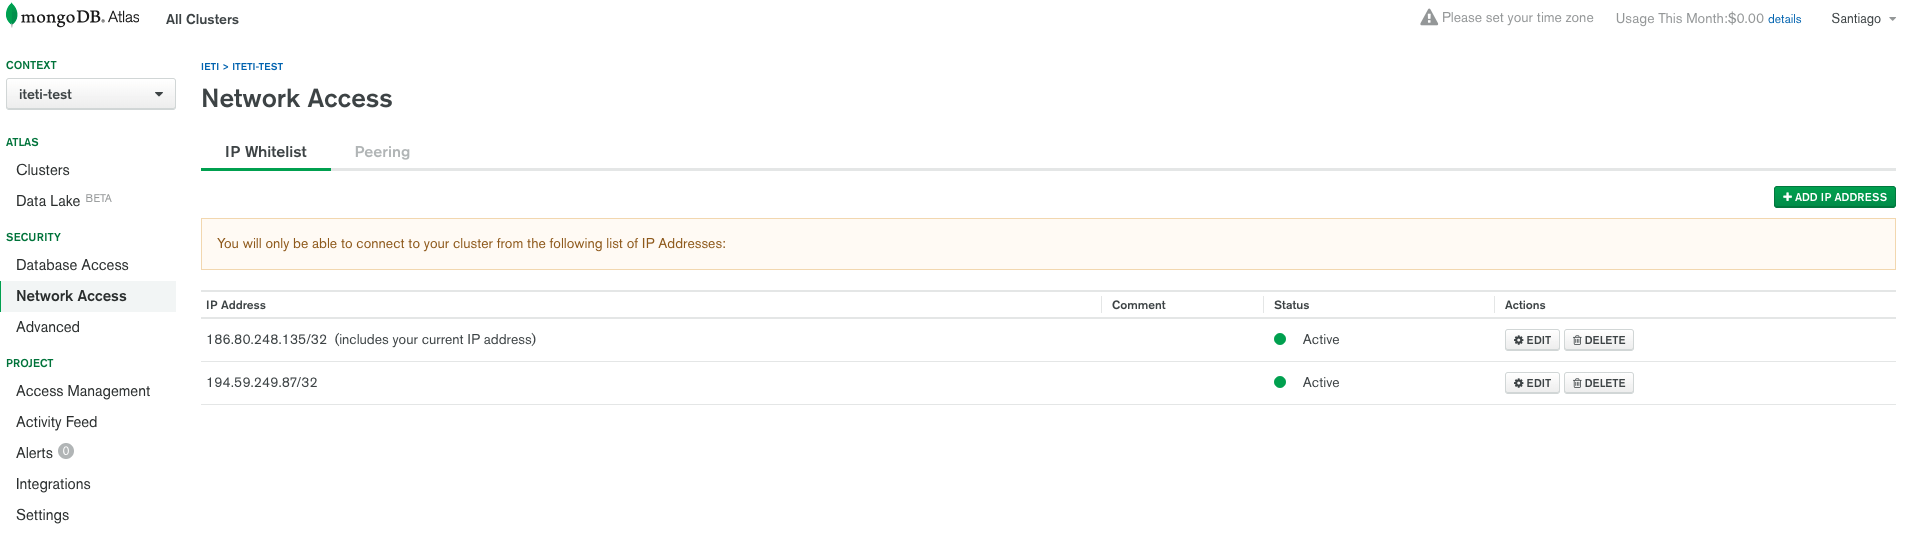 mongoDB. Atlas All Clusters Please set your time zone Usage This Month:$0.00 details Santiago
CONTEXT
iteti-test
ATLAS
Clusters
Data Lake BETA
SECURITY
Database Access
Network Access
Advanced
PROJECT
Access Management
Activity Feed
Alerts 0
Integrations
Settings
IETI > ITETI-TEST
Network Access
IP Whitelist Peering
+ ADD IP ADDRESS
You will only be able to connect to your cluster from the following list of IP Addresses:
IP Address Comment Status Actions
186.80.248.135/32 (includes your current IP address) Active EDIT DELETE
194.59.249.87/32 Active EDIT DELETE